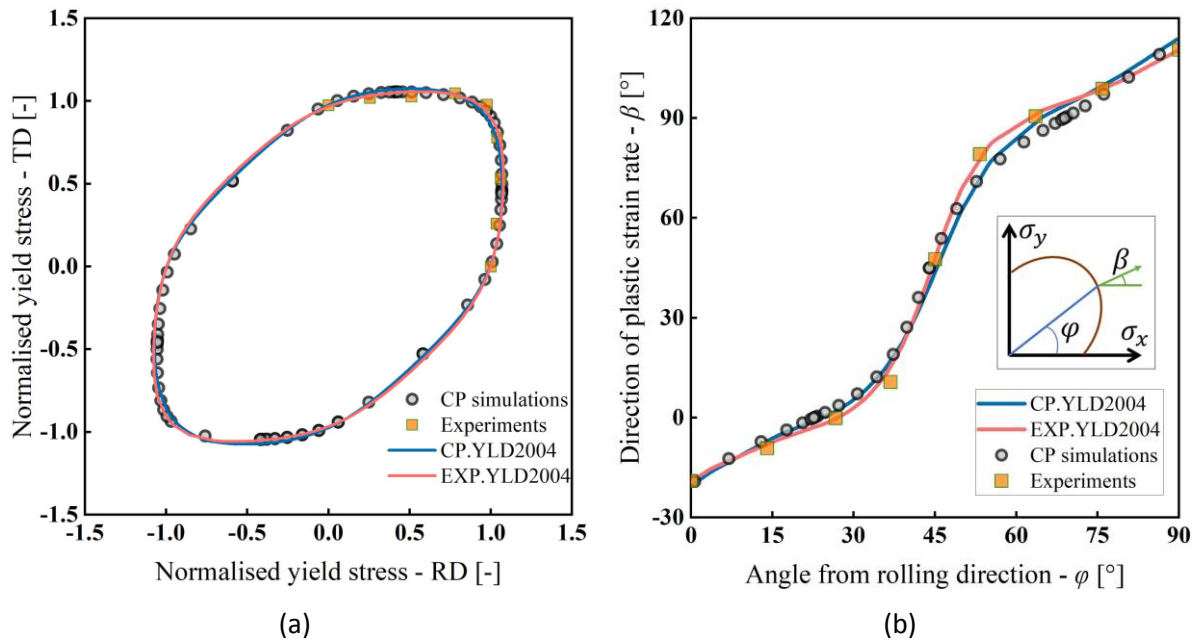 1.5
1.0
0.5
0.0
-0.5
-1.0
-1.5
-1.5
-1.0
-0.5
0.0
0.5
1.0
1.5
Normalised yield stress - TD [-]
Normalised yield stress - RD [-]
CP simulations
Experiments
CP.YLD2004
EXP.YLD2004
(a)
120
90
60
30
0
-30
0
15
30
45
60
75
90
Direction of plastic strain rate - β [°]
Angle from rolling direction - φ [°]
σy
β
φ
σx
CP.YLD2004
EXP.YLD2004
CP simulations
Experiments
(b)